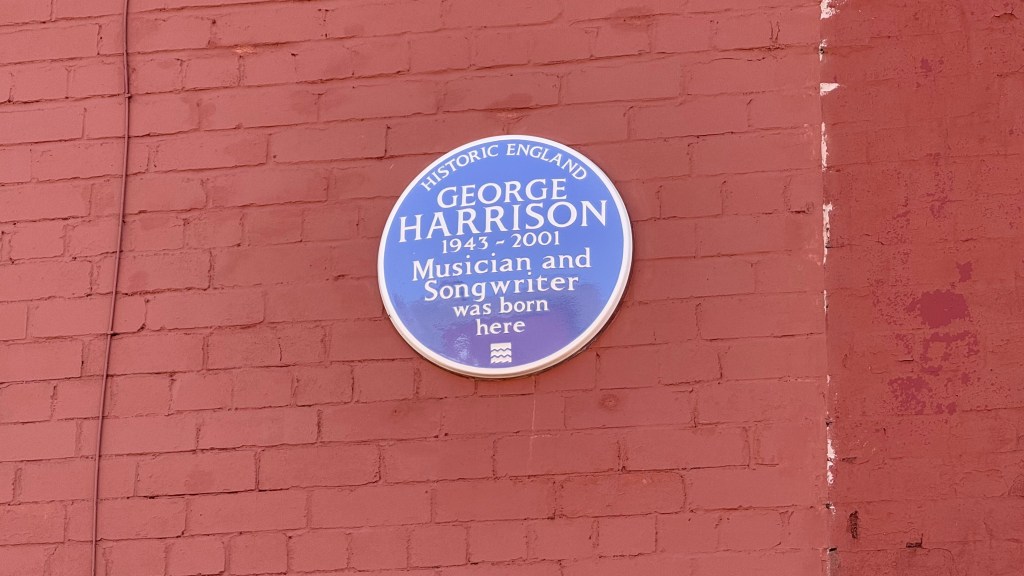 HISTORIC ENGLAND
GEORGE
HARRISON
1943 - 2001
Musician and
Songwriter
was born
here